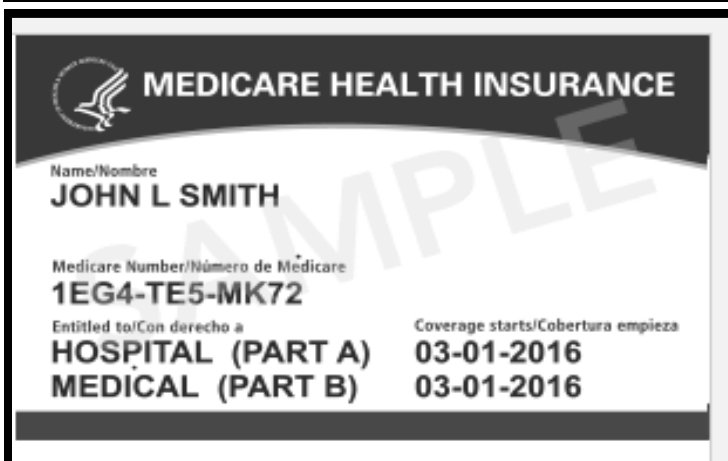 MEDICARE HEALTH INSURANCE
Name/Nombre
JOHN L SMITH
Medicare Number/Número de Medicare
1EG4-TE5-MK72
Entitled to/Con derecho a Coverage starts/Cobertura empieza
HOSPITAL (PART A) 03-01-2016
MEDICAL (PART B) 03-01-2016
SAMPLE